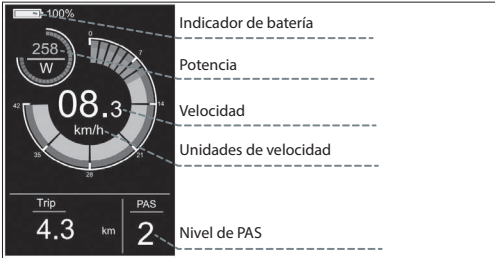 100%
Indicador de batería
0
258
W
Potencia
7
08.3
km/h
14
Velocidad
42
Unidades de velocidad
35
21
28
Trip
4.3 km
PAS
2
Nivel de PAS